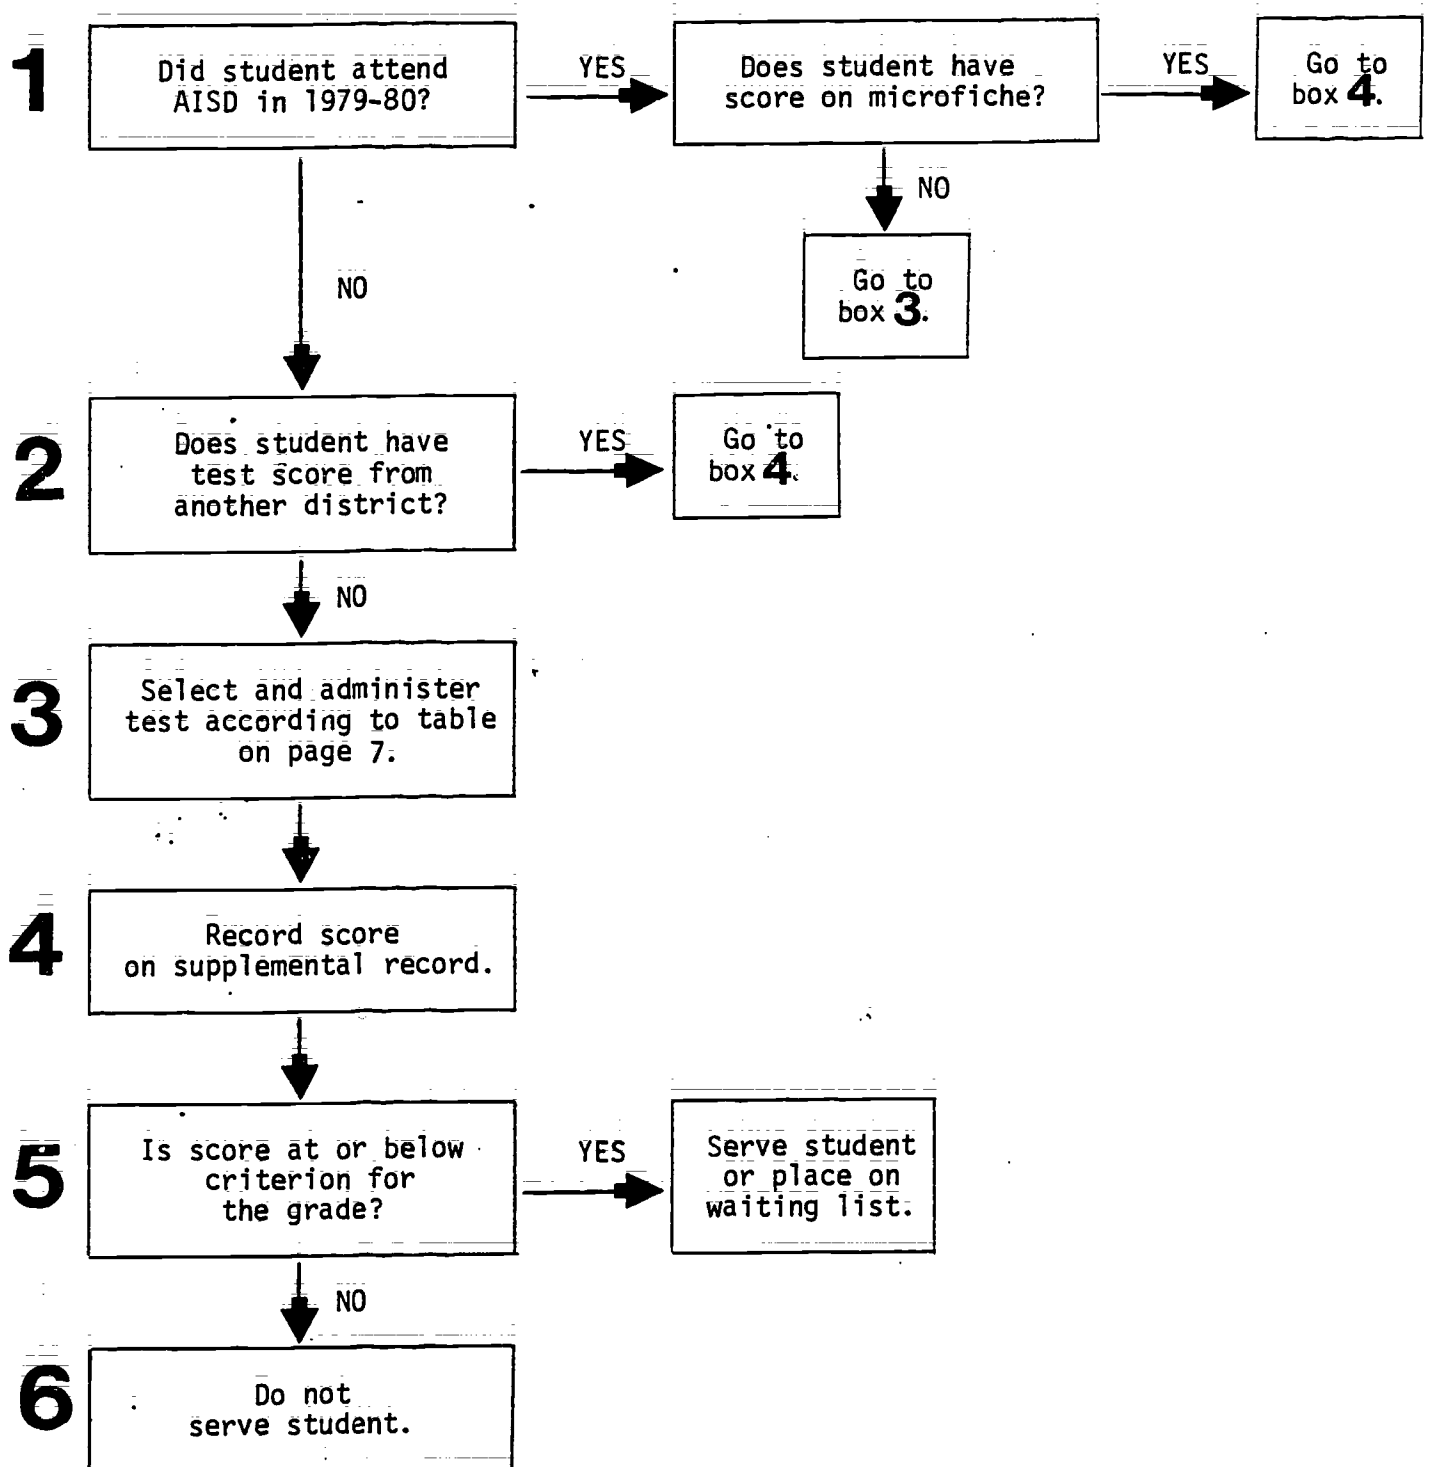 1
Did student attend
AISD in 1979-80?
YES
Does student have
score on microfiche?
YES
Go to
box 4.
NO
Go to
box 3.
NO
2
Does student have
test score from
another district?
YES
Go to
box 4.
NO
3
Select and administer
test according to table
on page 7.
4
Record score
on supplemental record.
5
Is score at or below
criterion for
the grade?
YES
Serve student
or place on
waiting list.
NO
6
Do not
serve student.